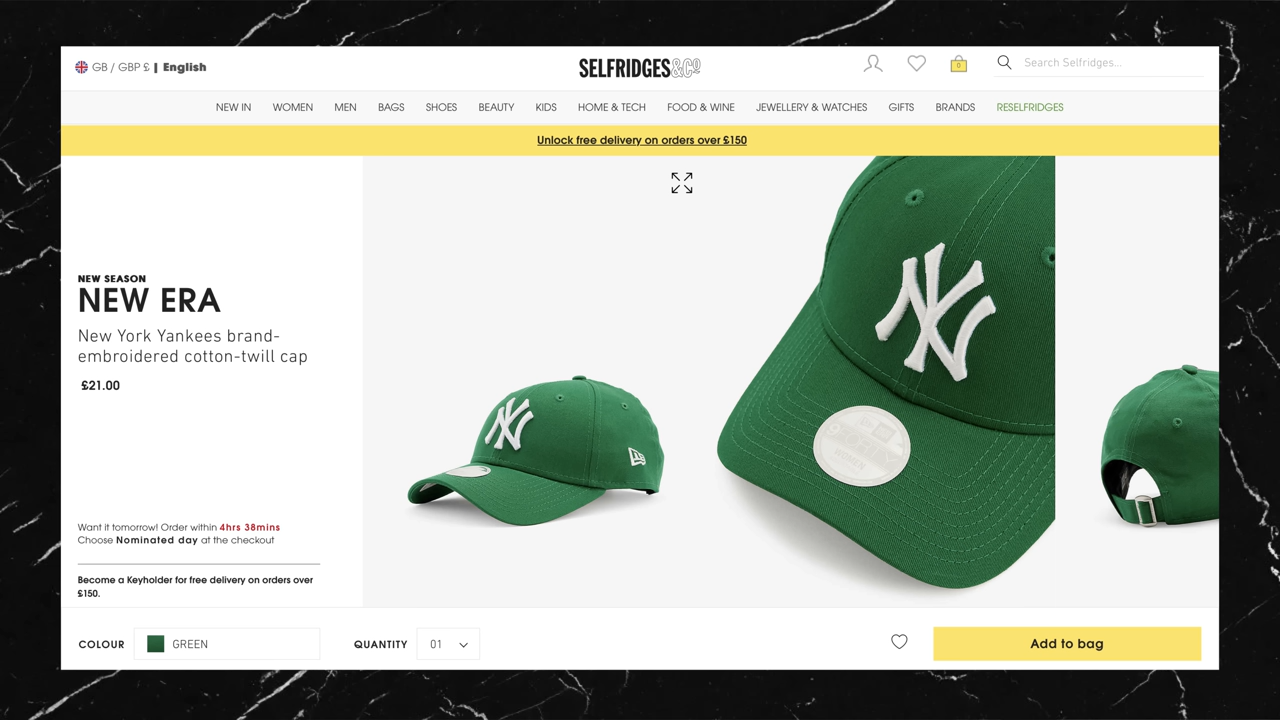 GB / GBP £ | English
SELFRIDGES&Cº
0
Search Selfridges...
NEW IN WOMEN MEN BAGS SHOES BEAUTY KIDS HOME & TECH FOOD & WINE JEWELLERY & WATCHES GIFTS BRANDS RESELFRIDGES
Unlock free delivery on orders over £150
NEW SEASON
NEW ERA
New York Yankees brand-
embroidered cotton-twill cap
£21.00
NY
NY
Want it tomorrow! Order within 4hrs 38mins
Choose Nominated day at the checkout
Become a Keyholder for free delivery on orders over
£150.
COLOUR GREEN QUANTITY 01 Add to bag